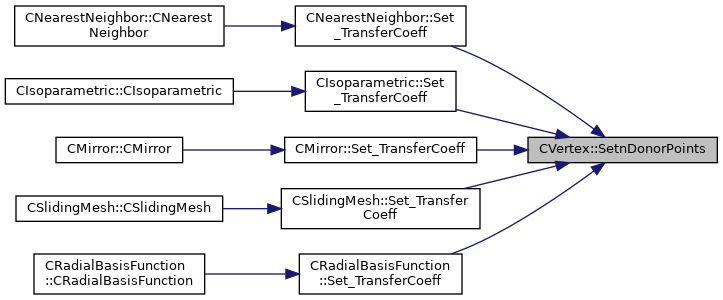 CNearestNeighbor::CNearest
Neighbor
CNearestNeighbor::Set
_TransferCoeff
CIsoparametric::CIsoparametric
CIsoparametric::Set
_TransferCoeff
CMirror::CMirror
CMirror::Set_TransferCoeff
CVertex::SetnDonorPoints
CSlidingMesh::CSlidingMesh
CSlidingMesh::Set_Transfer
Coeff
CRadialBasisFunction
::CRadialBasisFunction
CRadialBasisFunction
::Set_TransferCoeff